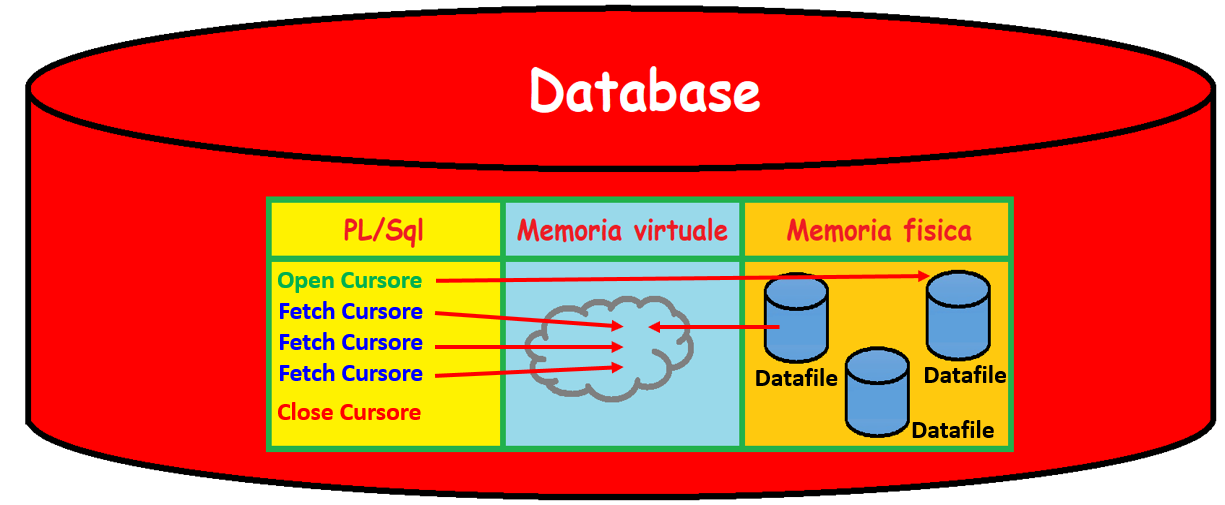 Database
PL/Sql
Memoria virtuale
Memoria fisica
Open Cursore
Fetch Cursore
Fetch Cursore
Fetch Cursore
Close Cursore
Datafile
Datafile
Datafile